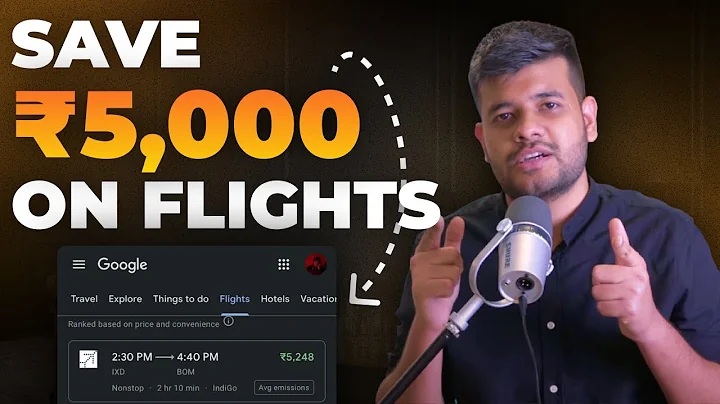 SAVE
₹5,000
ON FLIGHTS
Google
Travel Explore Things to do Flights Hotels Vacation
Ranked based on price and convenience
2:30 PM 4:40 PM ₹5,248
IXD BOM
Nonstop · 2 hr 10 min · IndiGo Avg emissions
SHURE